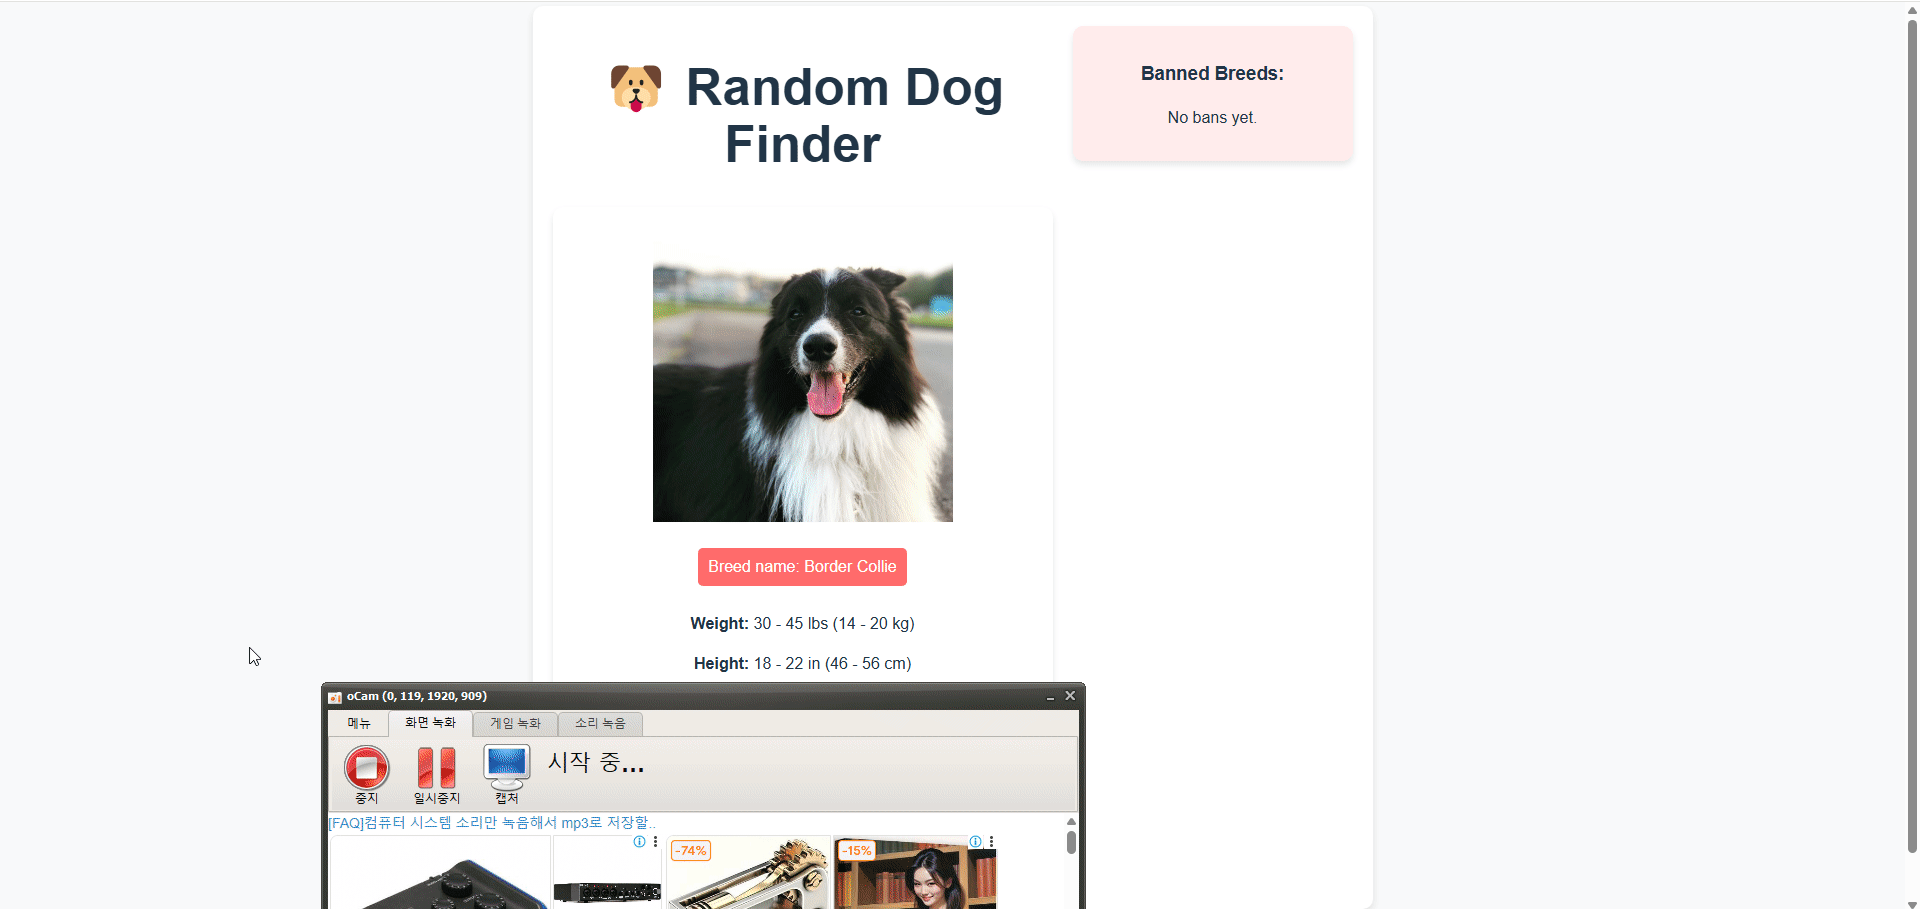 Random Dog
Finder
Banned Breeds:
No bans yet.
Breed name: Border Collie
Weight: 30 - 45 lbs (14 - 20 kg)
Height: 18 - 22 in (46 - 56 cm)
oCam (0, 119, 1920, 909)
메뉴
화면 녹화
게임 녹화
소리 녹음
중지
일시중지
캡처
시작 중...
[FAQ]컴퓨터 시스템 소리만 녹음해서 mp3로 저장할..
-74%
-15%